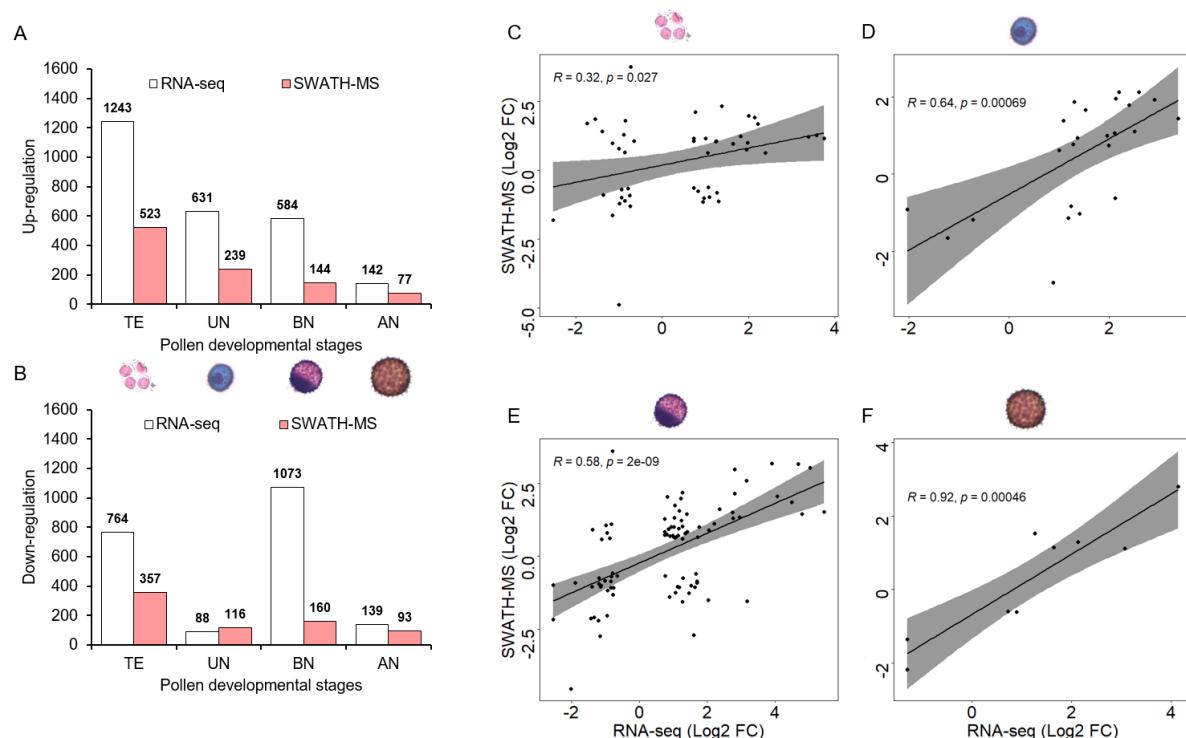 A
1600
1400
1200
1000
800
600
400
200
0
Up-regulation
RNA-seq
SWATH-MS
1243
523
631
239
584
144
142
77
TE
UN
BN
AN
Pollen developmental stages
B
1600
1400
1200
1000
800
600
400
200
0
Down-regulation
RNA-seq
SWATH-MS
764
357
88
116
1073
160
139
93
TE
UN
BN
AN
Pollen developmental stages
C
R = 0.32, p = 0.027
SWATH-MS (Log2 FC)
2.5
0.0
-2.5
-5.0
-2
0
2
4
D
R = 0.64, p = 0.00069
2
0
-2
-2
0
2
E
R = 0.58, p = 2e-09
SWATH-MS (Log2 FC)
2.5
0.0
-2.5
-2
0
2
4
RNA-seq (Log2 FC)
F
R = 0.92, p = 0.00046
4
2
0
-2
0
2
4
RNA-seq (Log2 FC)